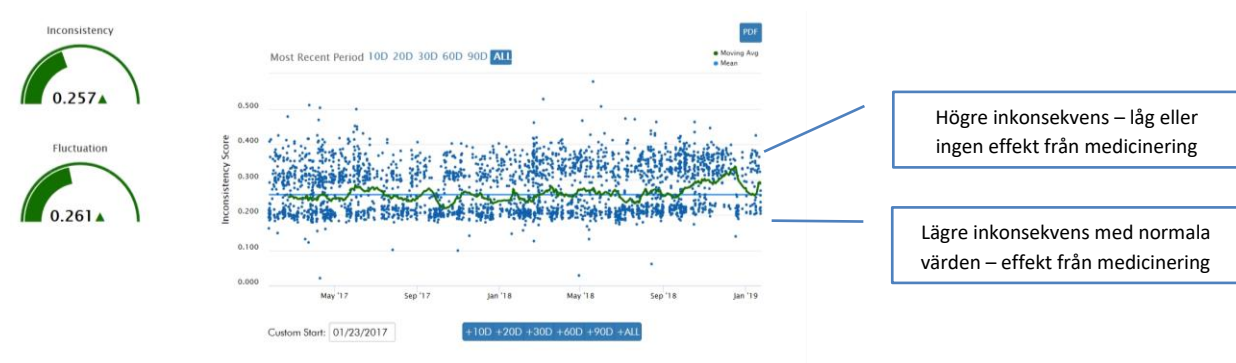 Inconsistency
0.257▲
Fluctuation
0.261▲
PDF
Most Recent Period 10D 20D 30D 60D 90D ALL
Moving Avg
Mean
Inconsistency Score
0.500
0.400
0.300
0.200
0.100
0.000
May '17
Sep '17
Jan '18
May '18
Sep '18
Jan '19
Custom Start: 01/23/2017
+10D +20D +30D +60D +90D +ALL
Högre inkonsekvens – låg eller
ingen effekt från medicinering
Lägre inkonsekvens med normala
värden – effekt från medicinering